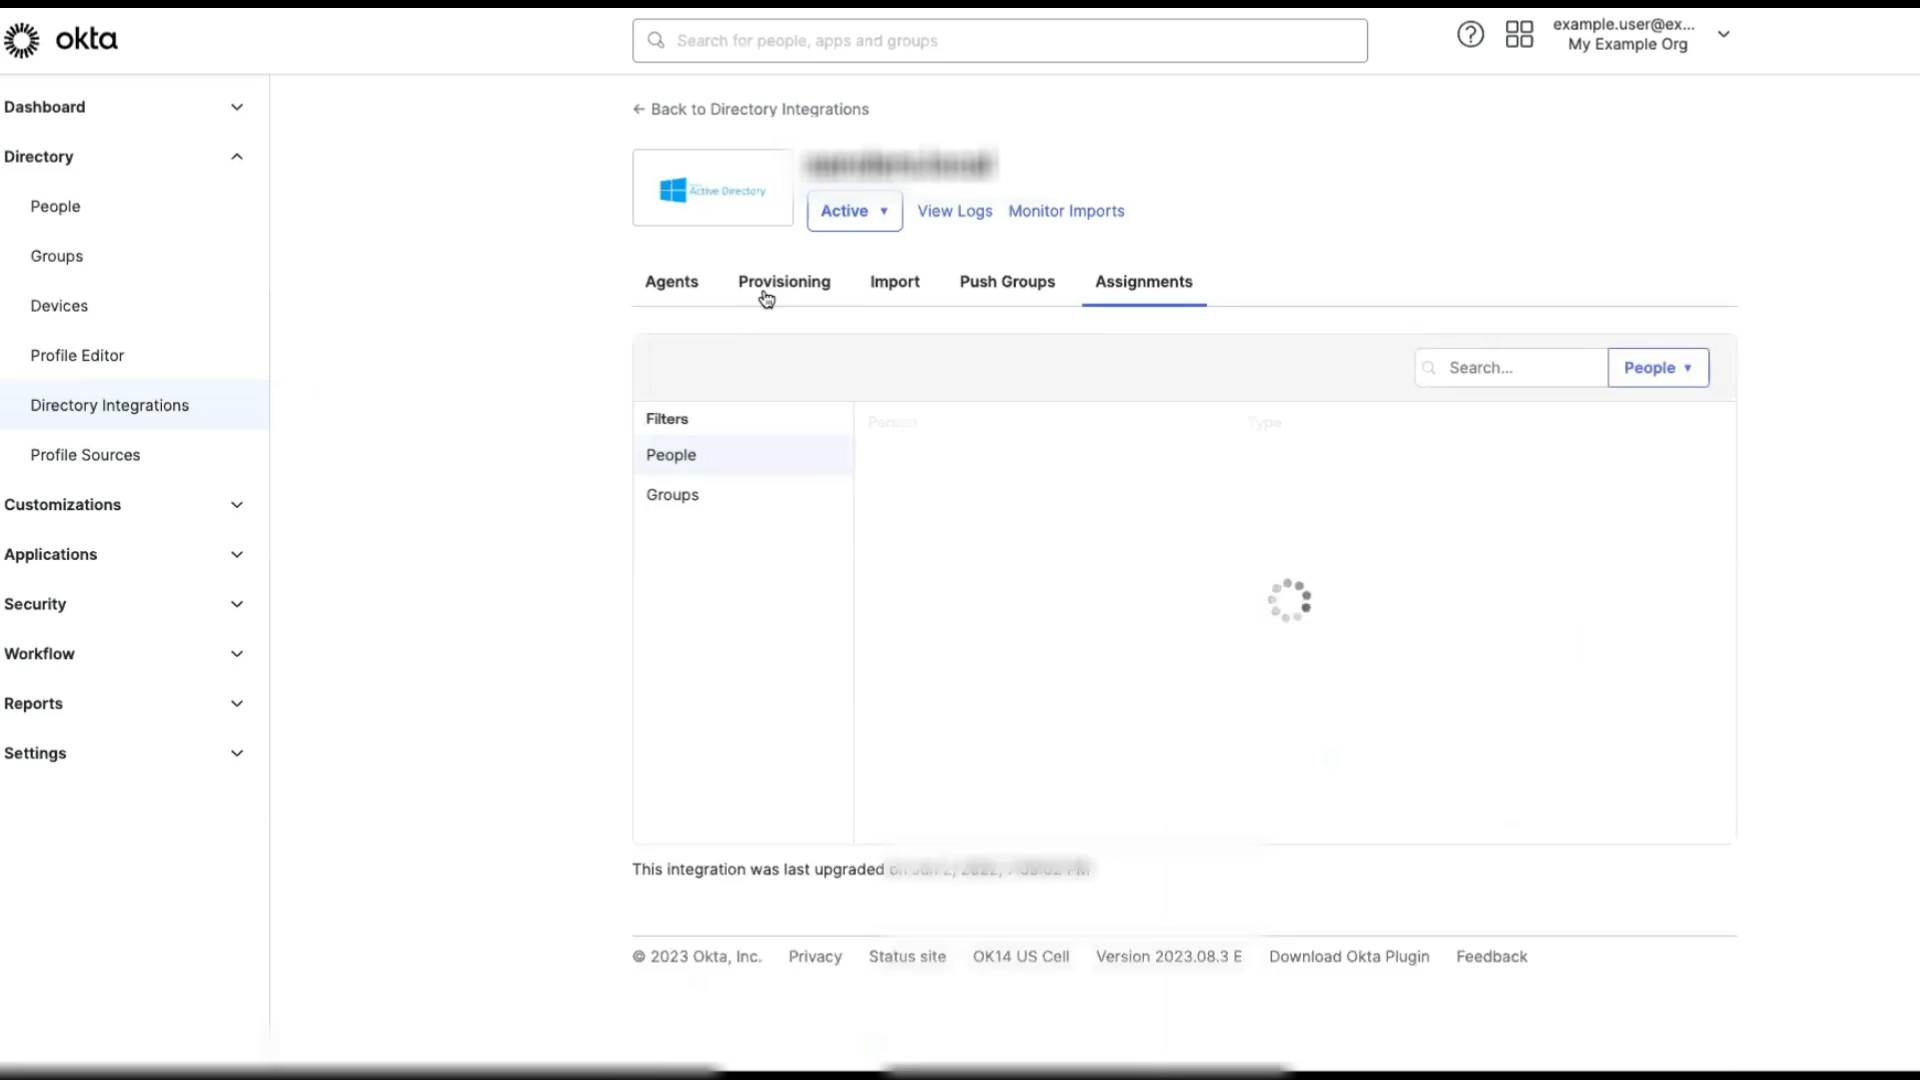 okta
Search for people, apps and groups
example.user@ex...
My Example Org
Dashboard
Directory
People
Groups
Devices
Profile Editor
Directory Integrations
Profile Sources
Customizations
Applications
Security
Workflow
Reports
Settings
← Back to Directory Integrations
Active Directory
Active ▾
View Logs
Monitor Imports
Agents
Provisioning
Import
Push Groups
Assignments
Search...
People ▾
Filters
People
Groups
Person
Type
This integration was last upgraded
© 2023 Okta, Inc.
Privacy
Status site
OK14 US Cell
Version 2023.08.3 E
Download Okta Plugin
Feedback